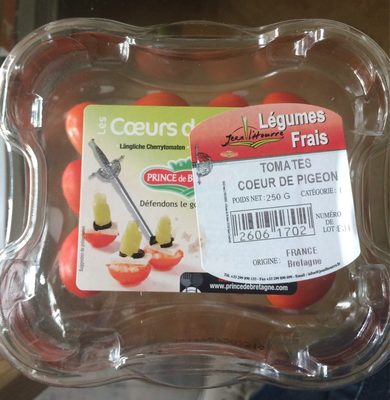 Les Cœurs d
Längliche Cherrytomaten
PRINCE de B
Défendons le go
www.princedebretagne.com
Légumes
Frais
TOMATES
COEUR DE PIGEON
POIDS NET: 250 G CATÉGORIE: I
NUMÉRO
DE
LOT
2606 1702
ORIGINE : FRANCE
Bretagne